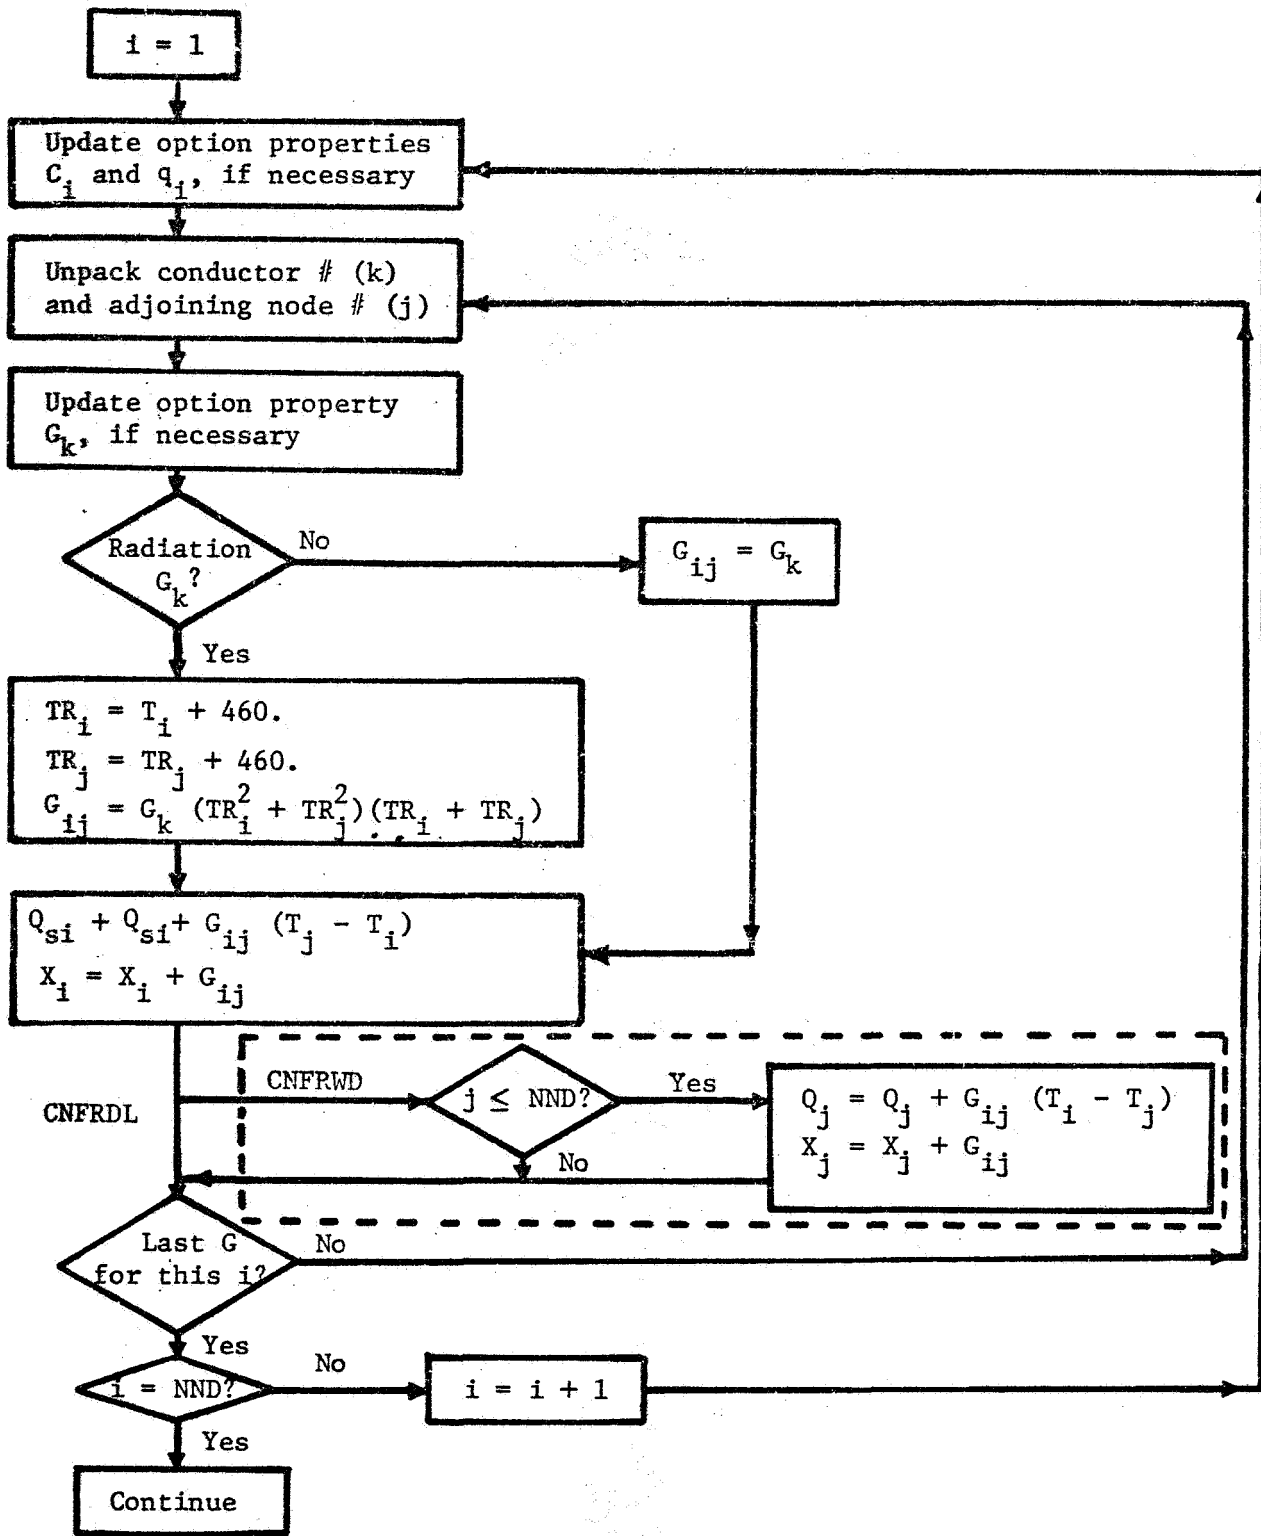 i = 1
Update option properties
C_i and q_i, if necessary
Unpack conductor # (k)
and adjoining node # (j)
Update option property
G_k, if necessary
Radiation
G_k?
No
G_ij = G_k
Yes
TR_i = T_i + 460.
TR_j = TR_j + 460.
G_ij = G_k (TR_i^2 + TR_j^2)(TR_i + TR_j)
Q_si + Q_si + G_ij (T_j - T_i)
X_i = X_i + G_ij
CNFRDL
CNFRWD
j ≤ NND?
Yes
Q_j = Q_j + G_ij (T_i - T_j)
X_j = X_j + G_ij
No
Last G
for this i?
No
Yes
i = NND?
No
i = i + 1
Yes
Continue